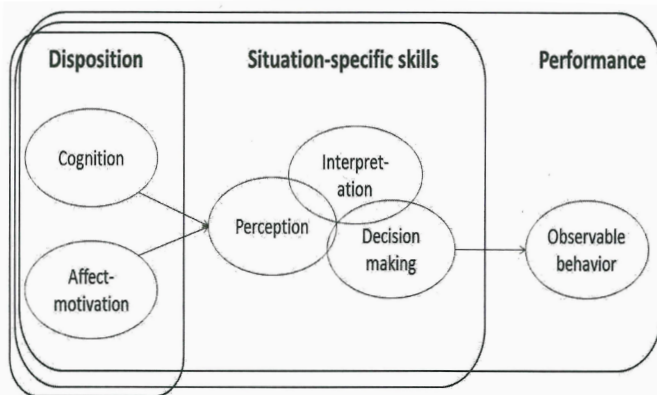 Disposition
Situation-specific skills
Performance
Cognition
Affect-
motivation
Perception
Interpret-
ation
Decision
making
Observable
behavior